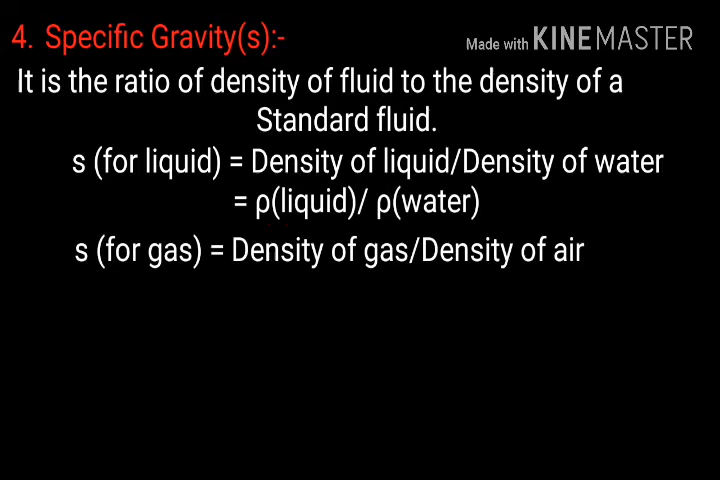 4. Specific Gravity(s):-
Made with KINEMASTER
It is the ratio of density of fluid to the density of a
Standard fluid.
s (for liquid) = Density of liquid/Density of water
= ρ(liquid)/ ρ(water)
s (for gas) = Density of gas/Density of air